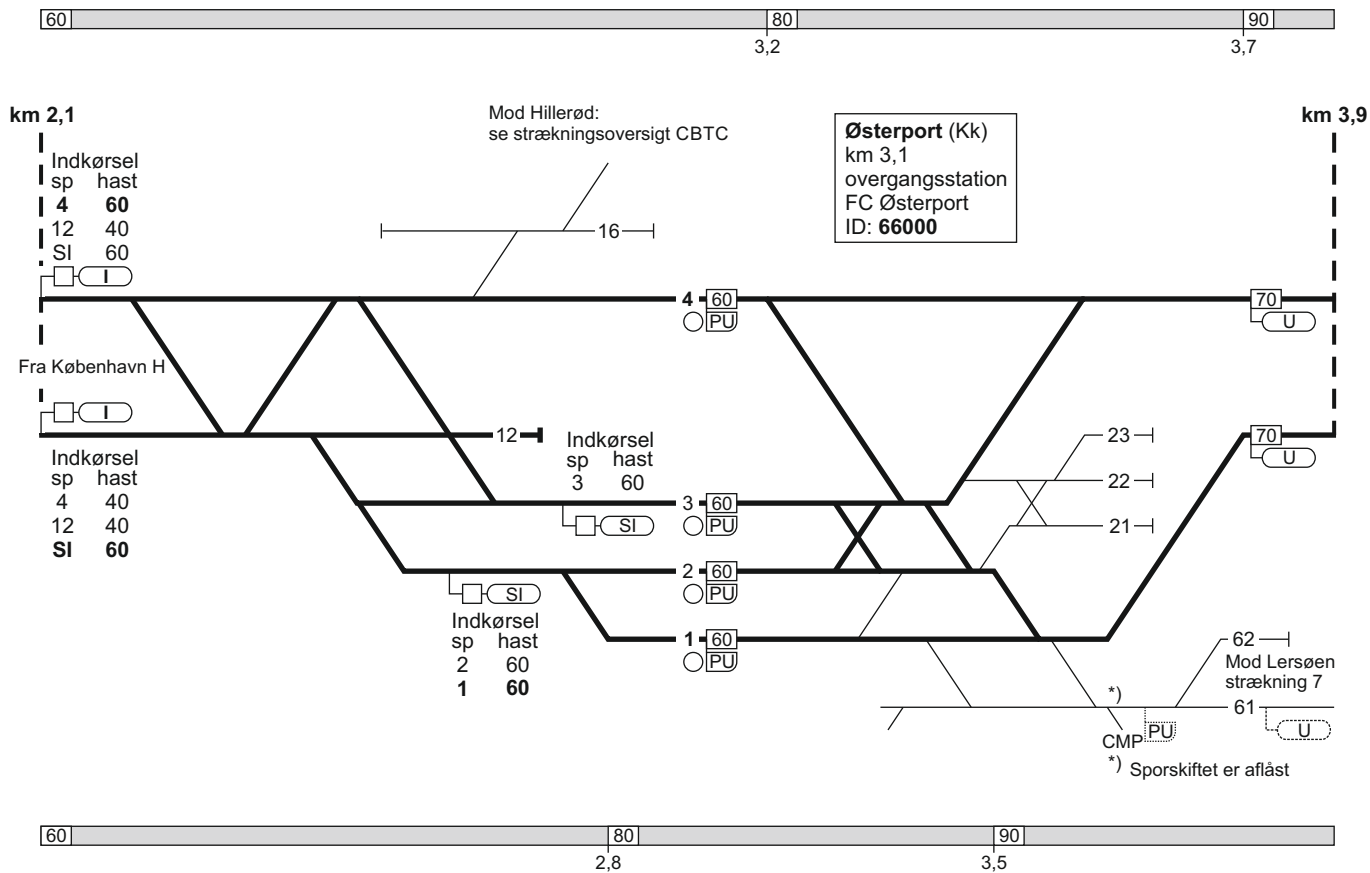 60 80 90
3,2 3,7
km 2,1
km 3,9
Mod Hillerød:
se strækningsoversigt CBTC
Østerport (Kk)
km 3,1
overgangsstation
FC Østerport
ID: 66000
Indkørsel
sp hast
4 60
12 40
SI 60
I
16
4 60
PU
70
U
Fra København H
I
12
Indkørsel
sp hast
3 60
23
22
21
70
U
Indkørsel
sp hast
4 40
12 40
SI 60
3 60
SI
PU
2 60
SI
PU
Indkørsel
sp hast
2 60
1 60
1 60
PU
62
Mod Lersøen
strækning 7
61
*)
CMP
PU
U
*) Sporskiftet er aflåst
60 80 90
2,8 3,5